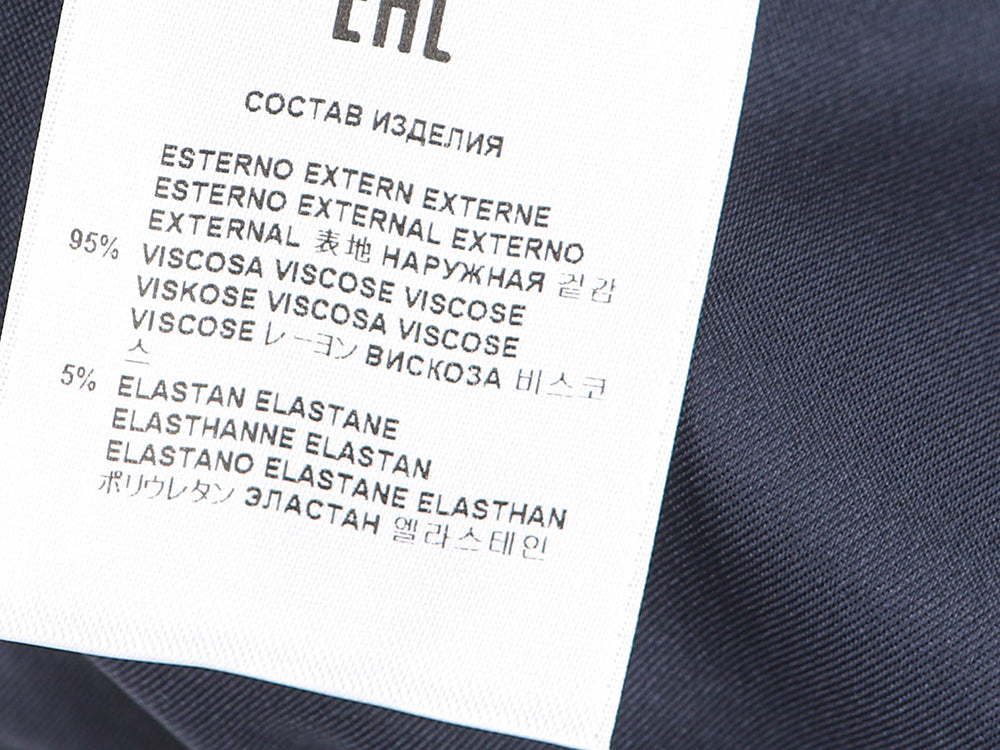 EAC
СОСТАВ ИЗДЕЛИЯ
ESTERNO EXTERN EXTERNE
ESTERNO EXTERNAL EXTERNO
EXTERNAL 表地 НАРУЖНАЯ 겉감
95% VISCOSA VISCOSE VISCOSE
VISKOSE VISCOSA VISCOSE
VISCOSE レーヨン ВИСКОЗА 비스코
스
5% ELASTAN ELASTANE
ELASTHANNE ELASTAN
ELASTANO ELASTANE ELASTHAN
ポリウレタン ЭЛАСТАН 엘라스테인